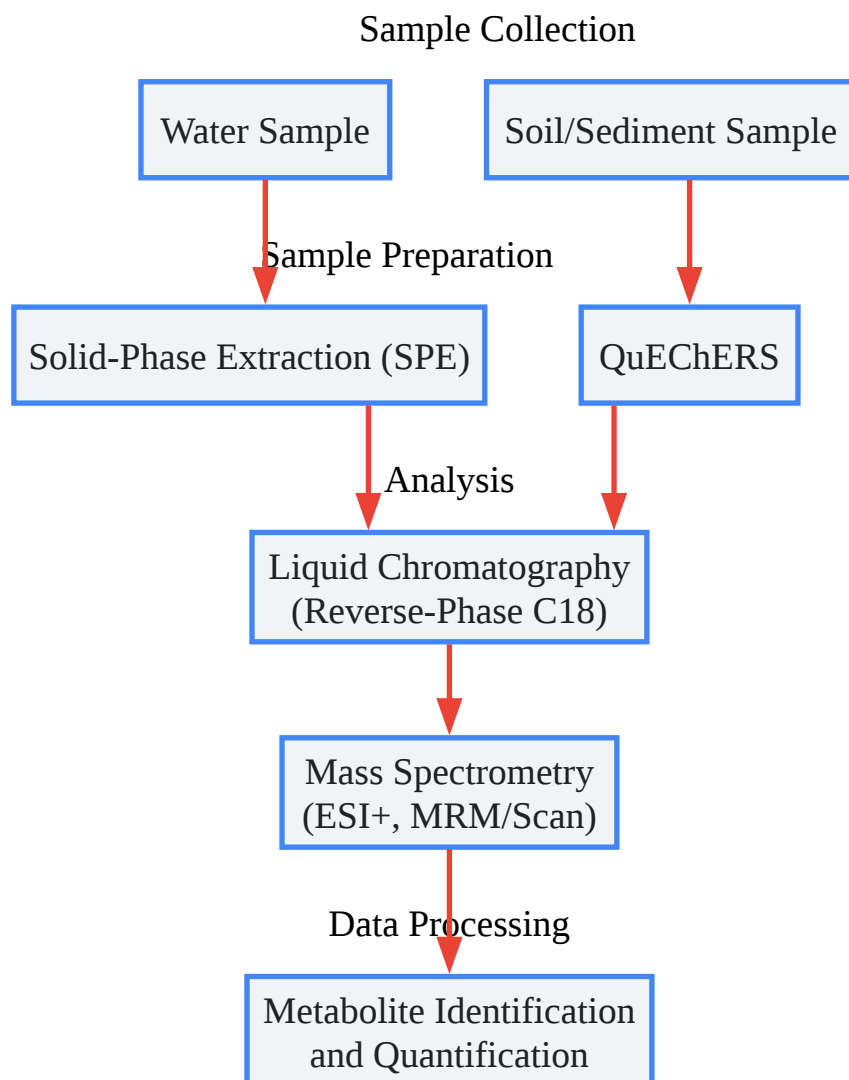 Sample Collection
Water Sample
Soil/Sediment Sample
Sample Preparation
Solid-Phase Extraction (SPE)
QuEChERS
Analysis
Liquid Chromatography
(Reverse-Phase C18)
Mass Spectrometry
(ESI+, MRM/Scan)
Data Processing
Metabolite Identification
and Quantification